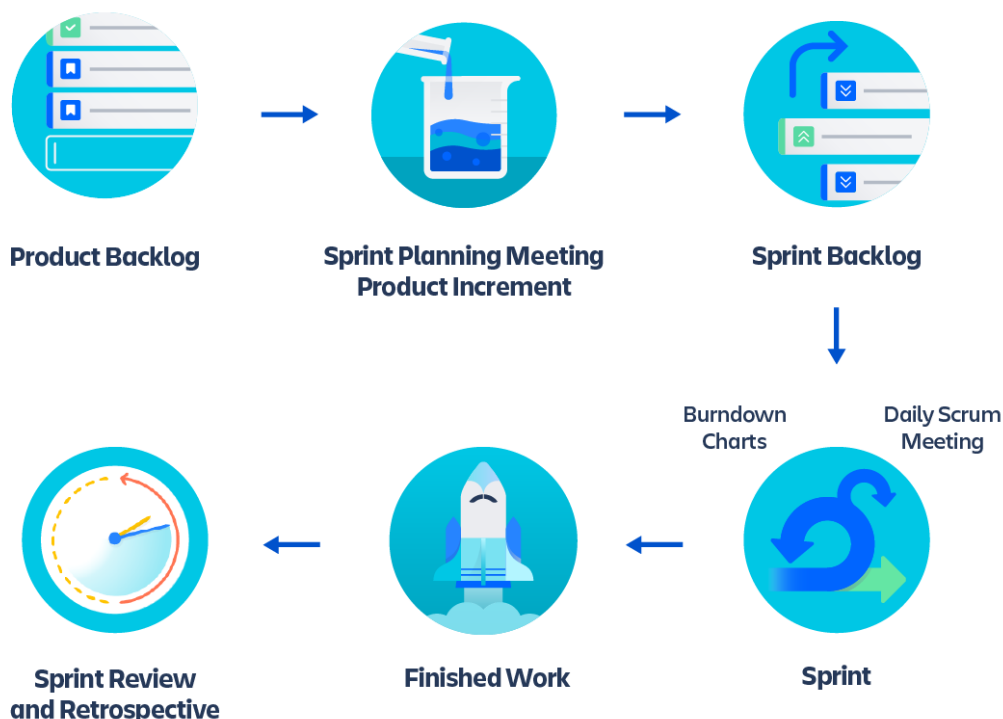 Product Backlog
Sprint Planning Meeting
Product Increment
Sprint Backlog
Burndown
Charts
Daily Scrum
Meeting
Sprint
Finished Work
Sprint Review
and Retrospective